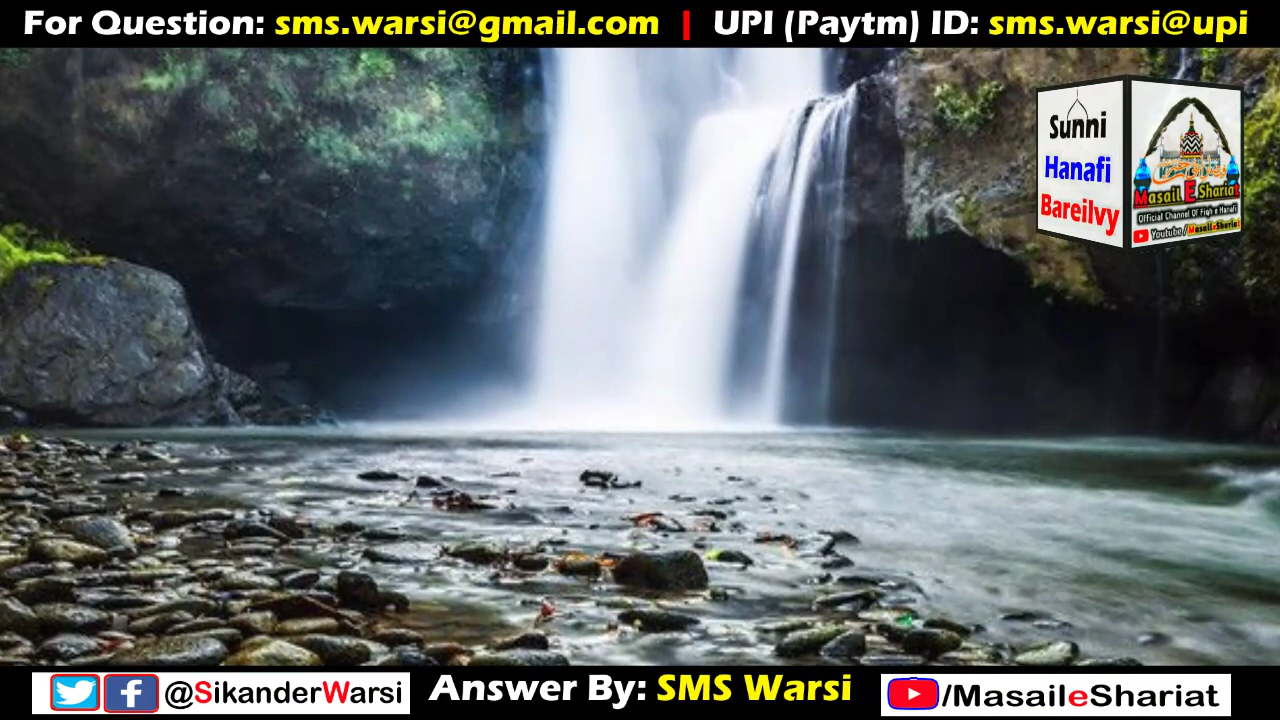 For Question: sms.warsi@gmail.com | UPI (Paytm) ID: sms.warsi@upi
Sunni
Hanafi
Bareilvy
Masail E Shariat
Official Channel Of Fiqh e Hanafi
Youtube/MasaileShariat
@SikanderWarsi
Answer By: SMS Warsi
/MasaileShariat